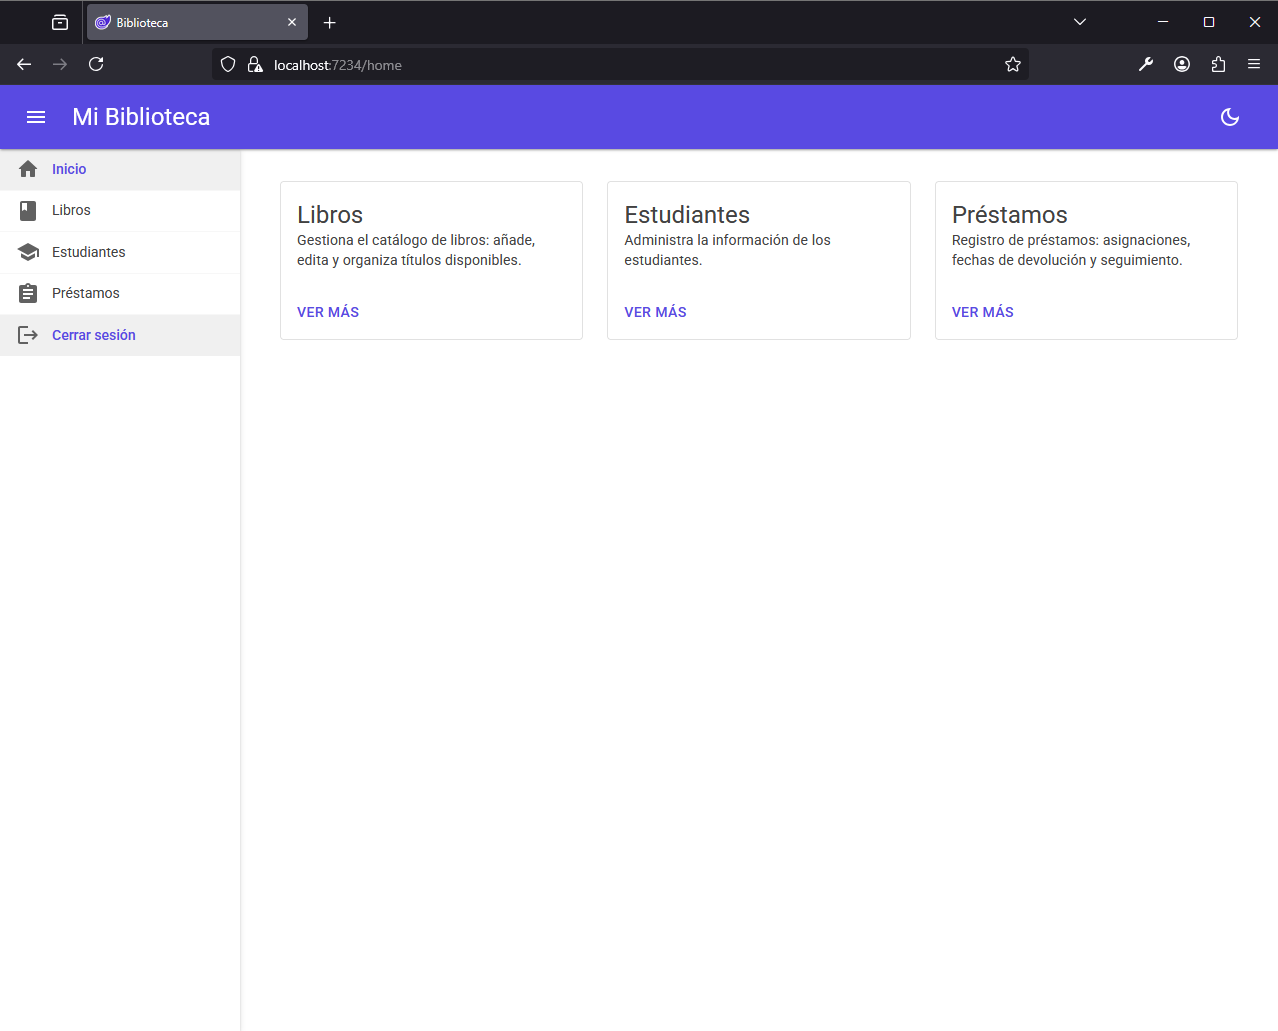 Biblioteca
localhost:7234/home
Mi Biblioteca
Inicio
Libros
Estudiantes
Préstamos
Cerrar sesión
Libros
Gestiona el catálogo de libros: añade,
edita y organiza títulos disponibles.
VER MÁS
Estudiantes
Administra la información de los
estudiantes.
VER MÁS
Préstamos
Registro de préstamos: asignaciones,
fechas de devolución y seguimiento.
VER MÁS